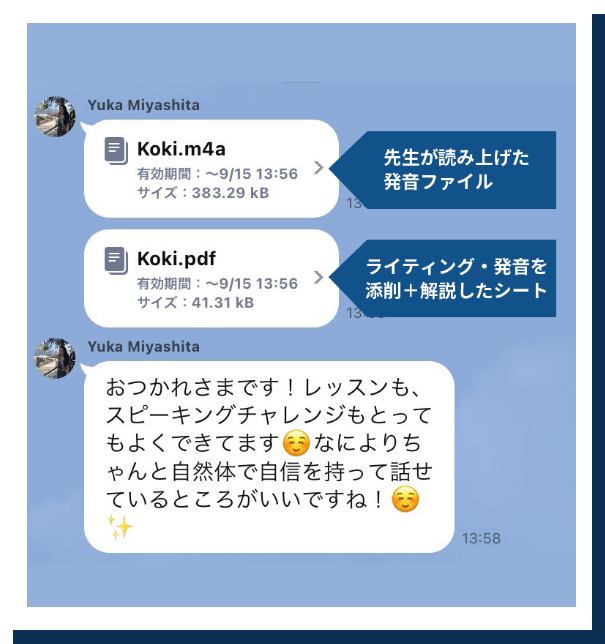 Yuka Miyashita
Koki.m4a
有効期間：〜9/15 13:56
サイズ：383.29 kB
先生が読み上げた
発音ファイル
13
Koki.pdf
有効期間：〜9/15 13:56
サイズ：41.31 kB
ライティング・発音を
添削＋解説したシート
13
Yuka Miyashita
おつかれさまです！レッスンも、
スピーキングチャレンジもとって
もよくできてます☺️なによりち
ゃんと自然体で自信を持って話せ
ているところがいいですね！☺️
✨
13:58